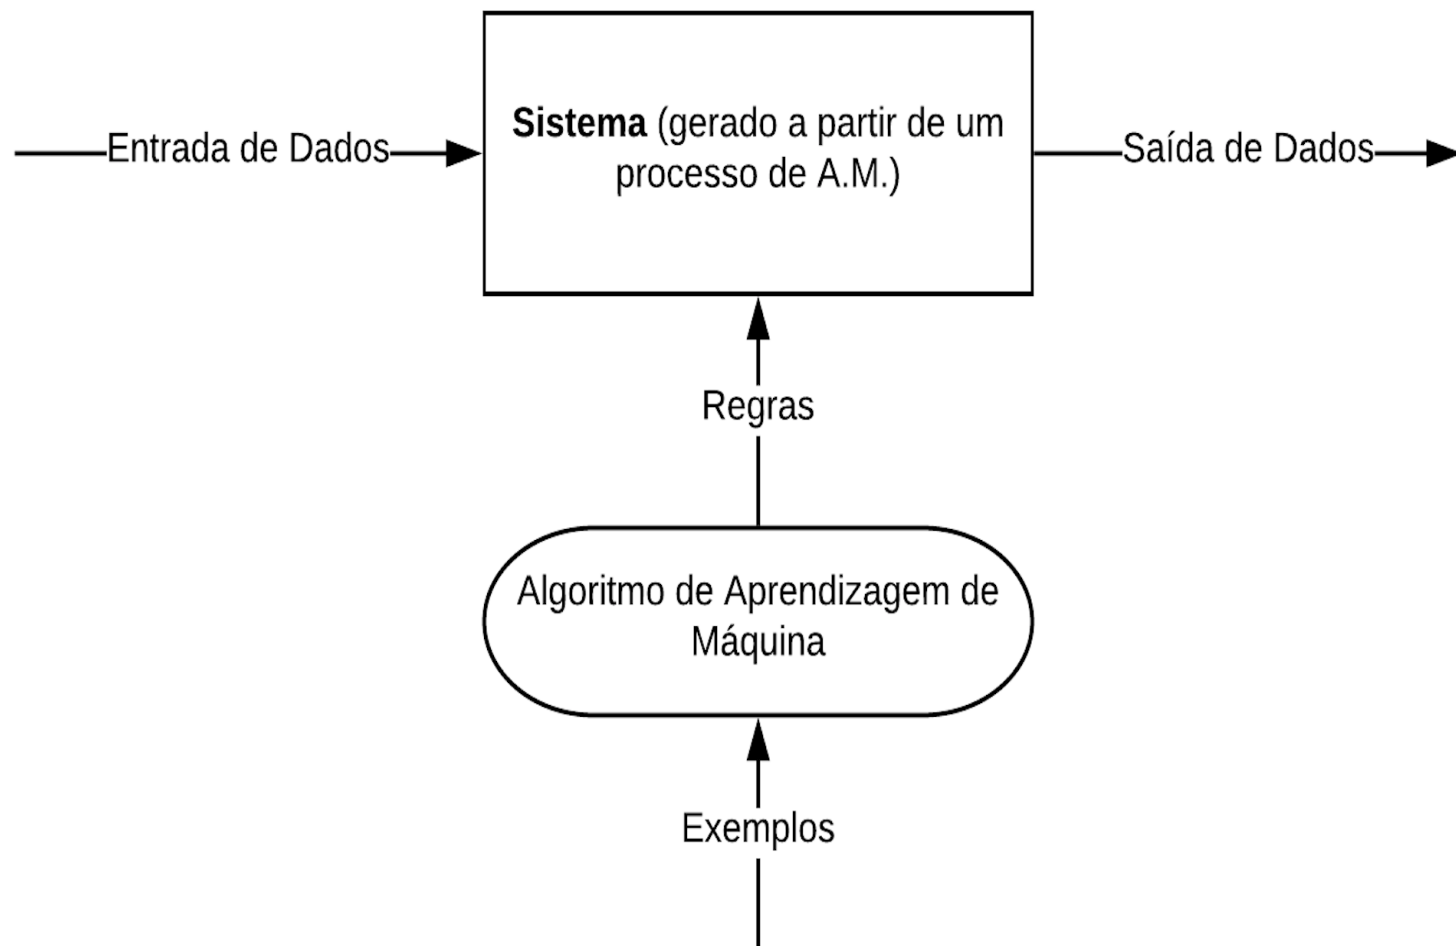 Entrada de Dados
Sistema (gerado a partir de um
processo de A.M.)
Saída de Dados
Regras
Algoritmo de Aprendizagem de
Máquina
Exemplos